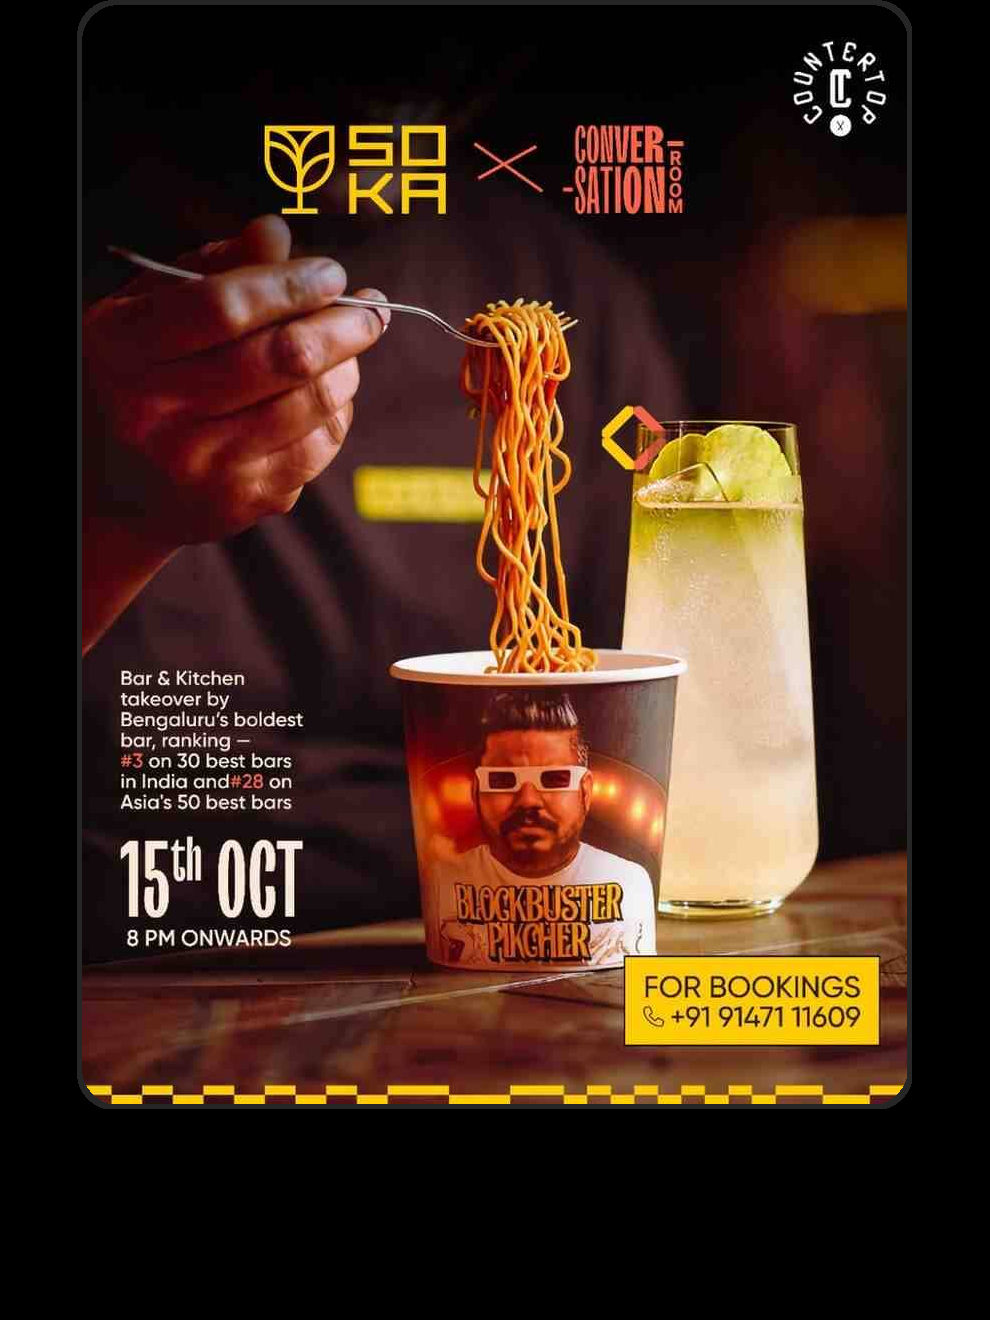 COUNTERTOP
CT
X
SOKA X CONVER-SATION ROOM
Bar & Kitchen
takeover by
Bengaluru's boldest
bar, ranking —
#3 on 30 best bars
in India and#28 on
Asia's 50 best bars
15th OCT
8 PM ONWARDS
BLOCKBUSTER
PIKCHER
FOR BOOKINGS
+91 91471 11609